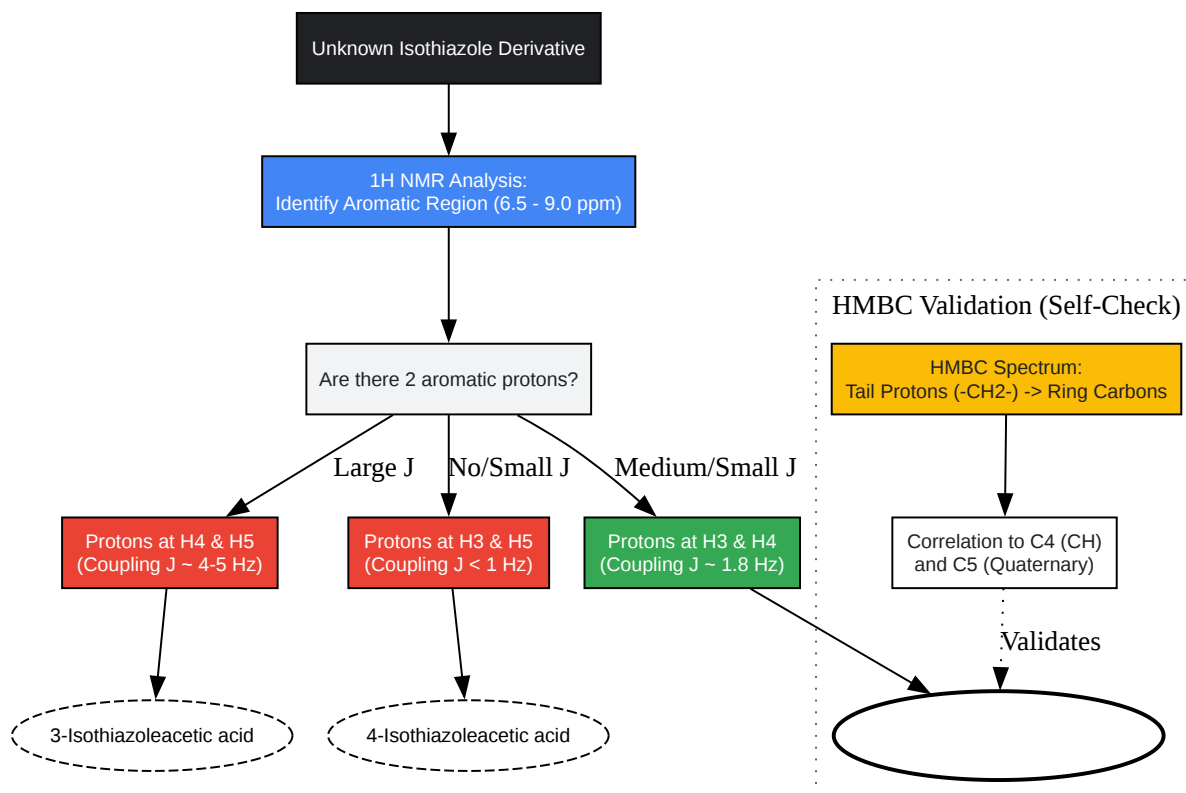 Unknown Isothiazole Derivative
1H NMR Analysis:
Identify Aromatic Region (6.5 - 9.0 ppm)
HMBC Validation (Self-Check)
Are there 2 aromatic protons?
HMBC Spectrum:
Tail Protons (-CH2-) -> Ring Carbons
Large J
No/Small J
Medium/Small J
Protons at H4 & H5
(Coupling J ~ 4-5 Hz)
Protons at H3 & H5
(Coupling J < 1 Hz)
Protons at H3 & H4
(Coupling J ~ 1.8 Hz)
Correlation to C4 (CH)
and C5 (Quaternary)
Validates
3-Isothiazoleacetic acid
4-Isothiazoleacetic acid